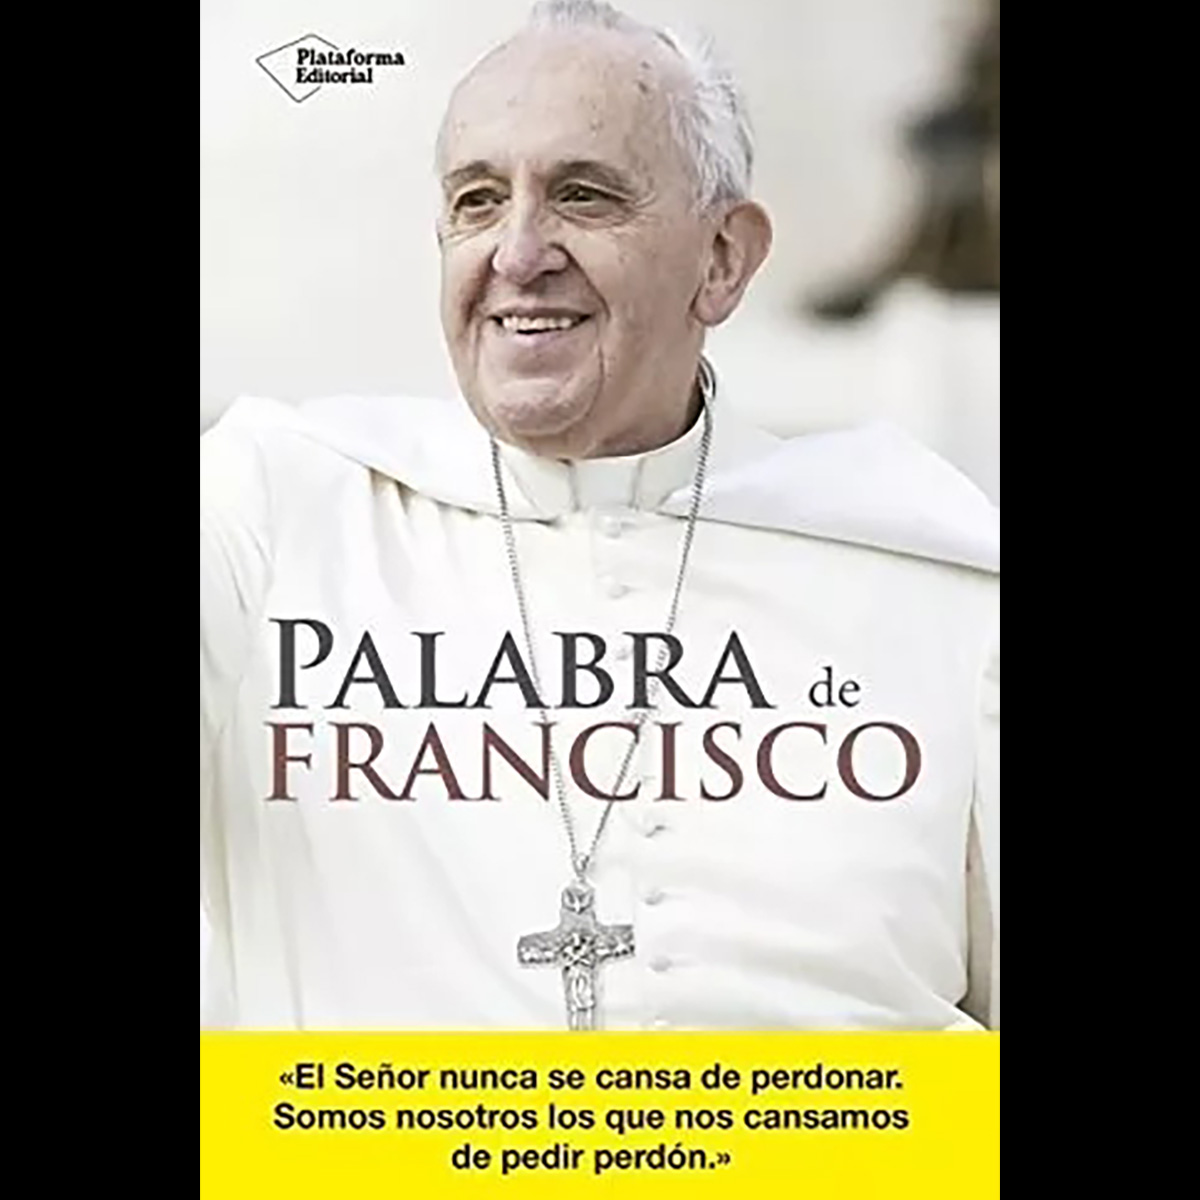 Plataforma
Editorial
PALABRA de
FRANCISCO
«El Señor nunca se cansa de perdonar.
Somos nosotros los que nos cansamos
de pedir perdón.»